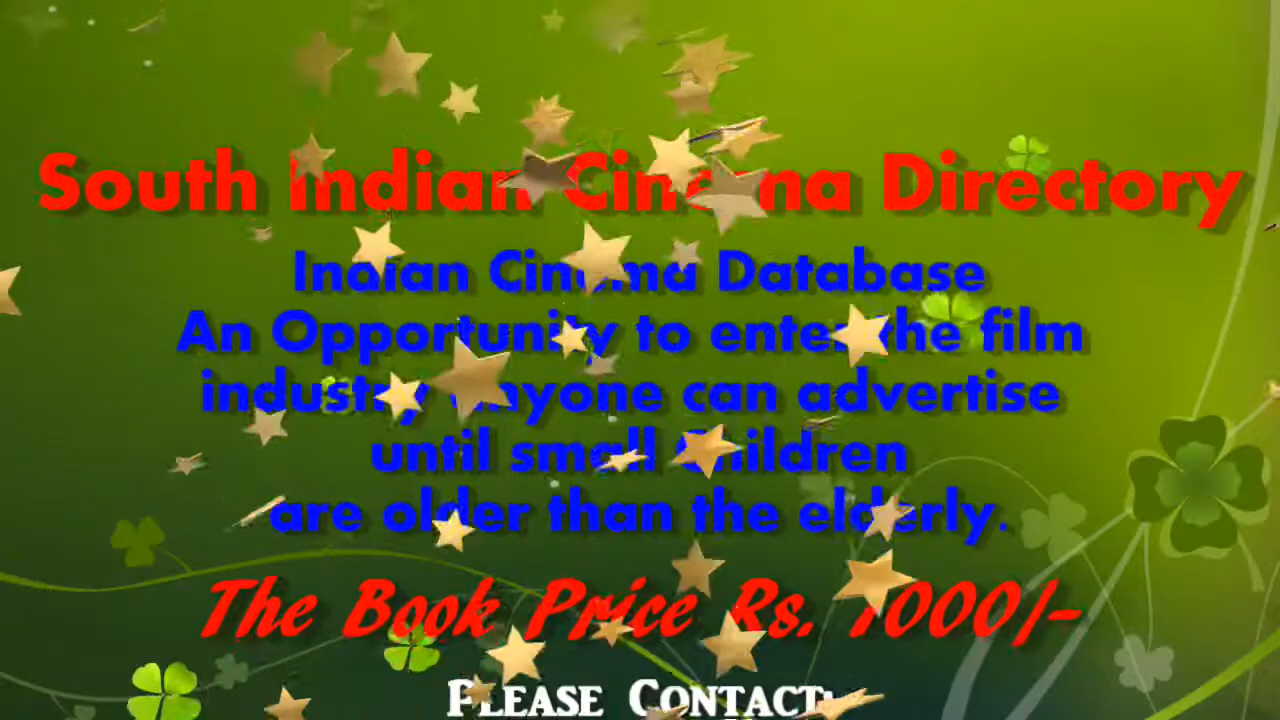 South Indian Cinema Directory
Indian Cinema Database
An Opportunity to enter the film
industry Anyone can advertise
until small Children
are older than the elderly.
The Book Price Rs. 1000/-
Please Contact: